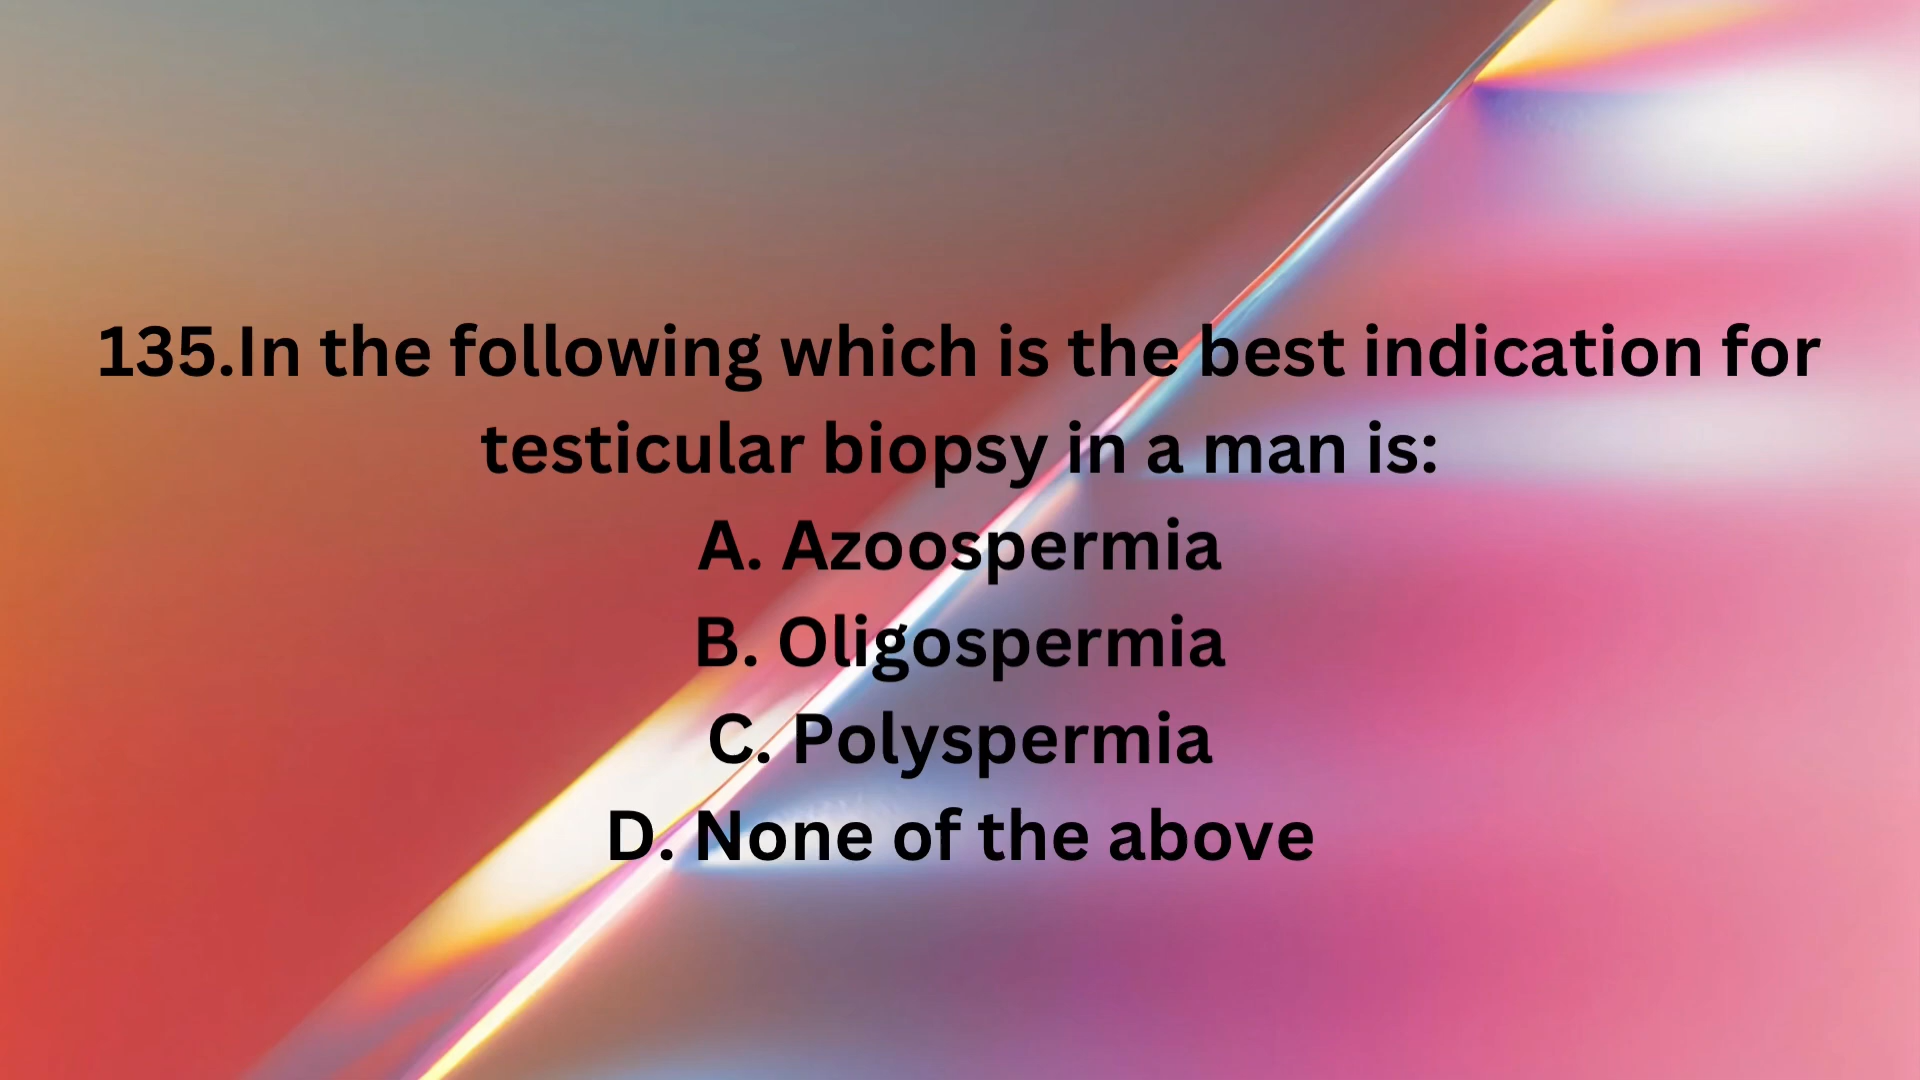 135.In the following which is the best indication for
testicular biopsy in a man is:
A. Azoospermia
B. Oligospermia
C. Polyspermia
D. None of the above